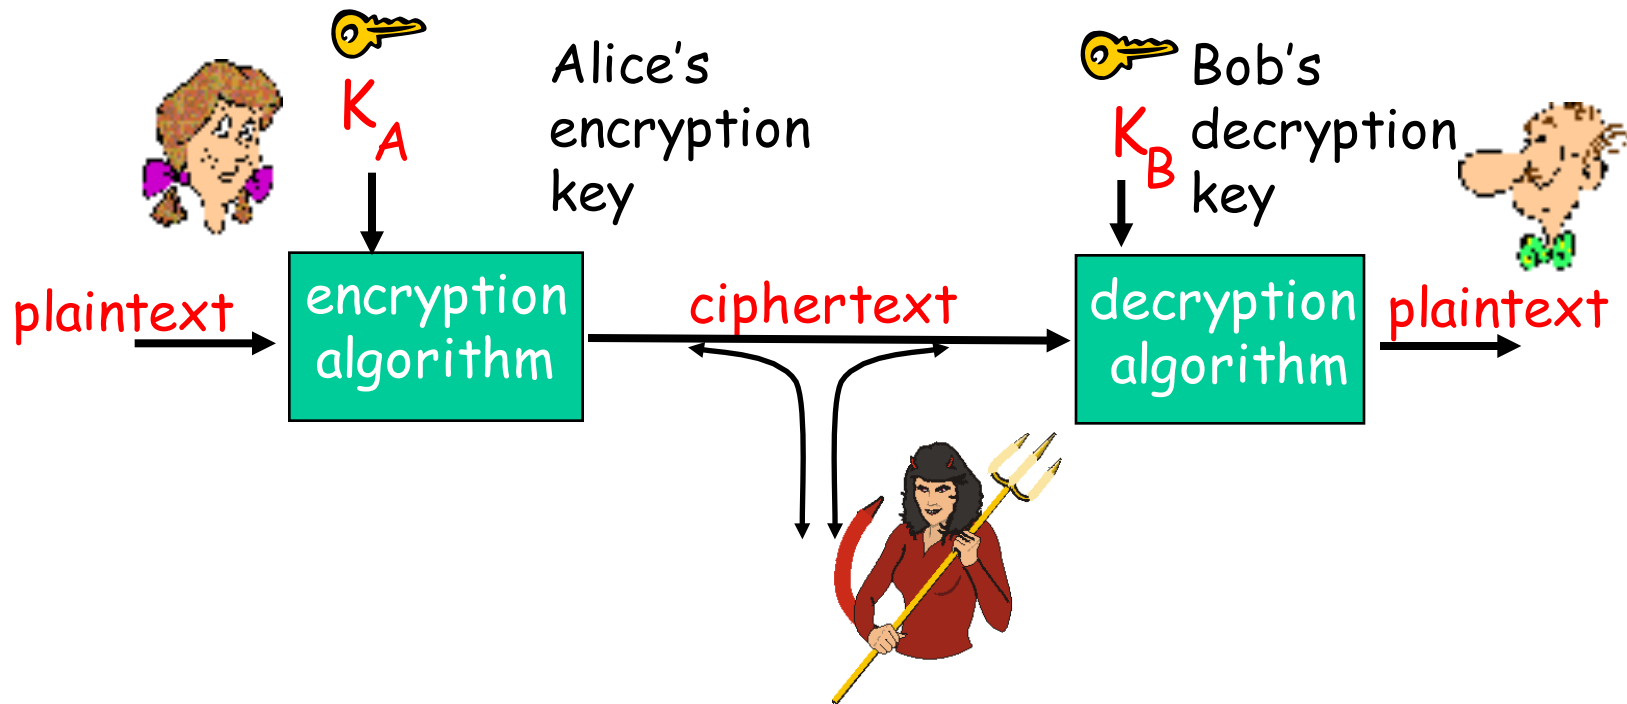 Alice's
encryption
key
K
A
Bob's
decryption
key
K
B
plaintext
encryption
algorithm
ciphertext
decryption
algorithm
plaintext